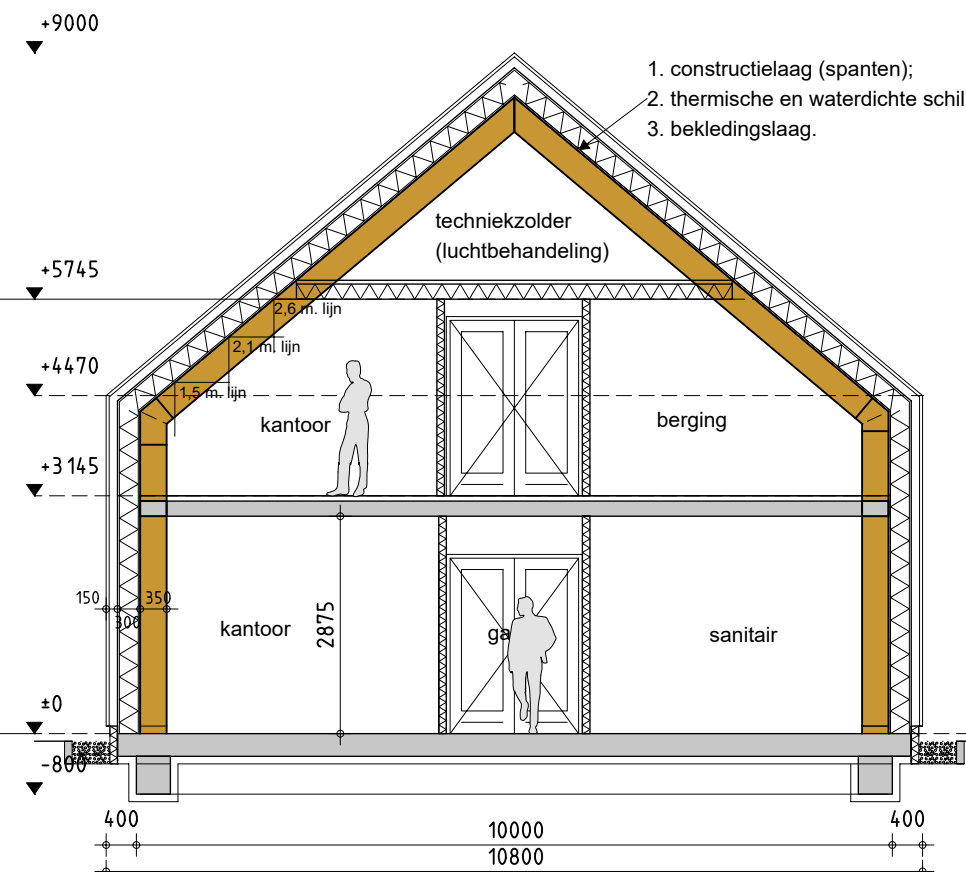 +9000
1. constructielaag (spanten);
2. thermische en waterdichte schil
3. bekledingslaag.
techniekzolder
(luchtbehandeling)
+5745
2,6 m. lijn
2,1 m. lijn
+4470
1,5 m. lijn
kantoor
berging
+3145
150
300
350
2875
kantoor
ga
sanitair
±0
-800
400
10000
400
10800